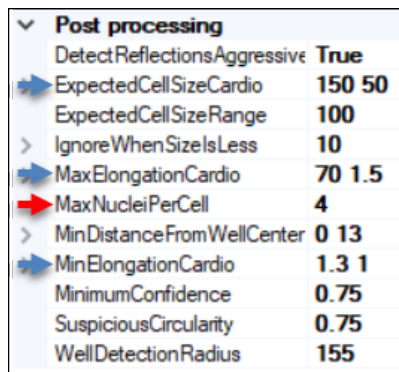 Post processing
DetectReflectionsAggressive True
ExpectedCellSizeCardio 150 50
ExpectedCellSizeRange 100
IgnoreWhenSizeIsLess 10
MaxElongationCardio 70 1.5
MaxNucleiPerCell 4
MinDistanceFromWellCenter 0 13
MinElongationCardio 1.3 1
MinimumConfidence 0.75
SuspiciousCircularity 0.75
WellDetectionRadius 155